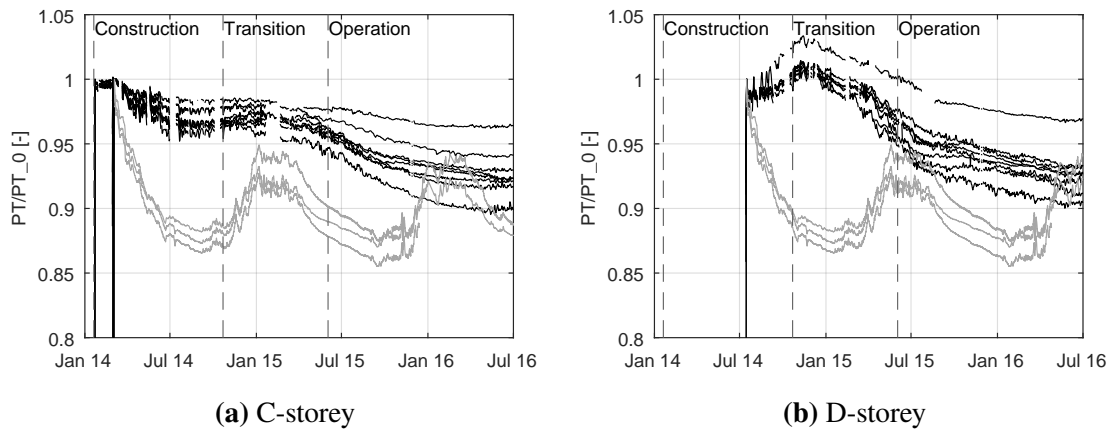 Construction Transition Operation
1.05
1
0.95
0.9
0.85
0.8
PT/PT_0 [-]
Jan 14 Jul 14 Jan 15 Jul 15 Jan 16 Jul 16
(a) C-storey
Construction Transition Operation
1.05
1
0.95
0.9
0.85
0.8
PT/PT_0 [-]
Jan 14 Jul 14 Jan 15 Jul 15 Jan 16 Jul 16
(b) D-storey